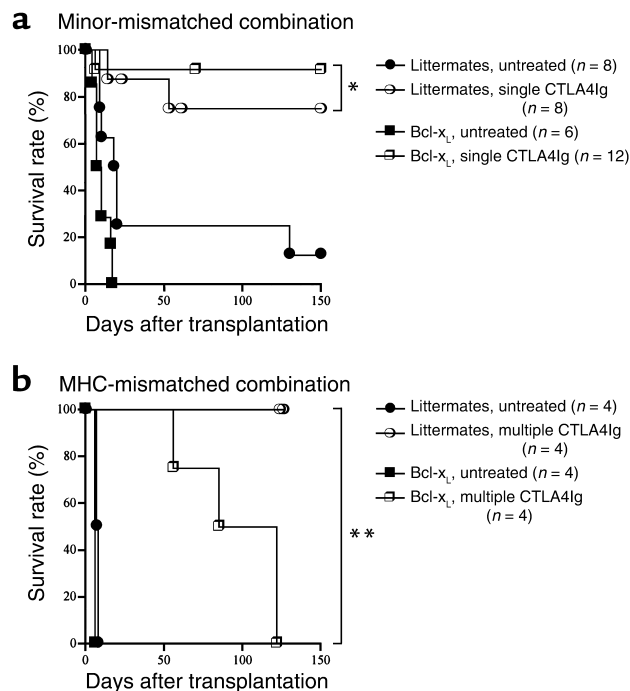 a
Minor-mismatched combination
100
80
60
40
20
0
Survival rate (%)
0 50 100 150
Days after transplantation
*
Littermates, untreated (n = 8)
Littermates, single CTLA4Ig
(n = 8)
Bcl-xL, untreated (n = 6)
Bcl-xL, single CTLA4Ig (n = 12)
b
MHC-mismatched combination
100
80
60
40
20
0
Survival rate (%)
0 50 100 150
Days after transplantation
**
Littermates, untreated (n = 4)
Littermates, multiple CTLA4Ig
(n = 4)
Bcl-xL, untreated (n = 4)
Bcl-xL, multiple CTLA4Ig
(n = 4)